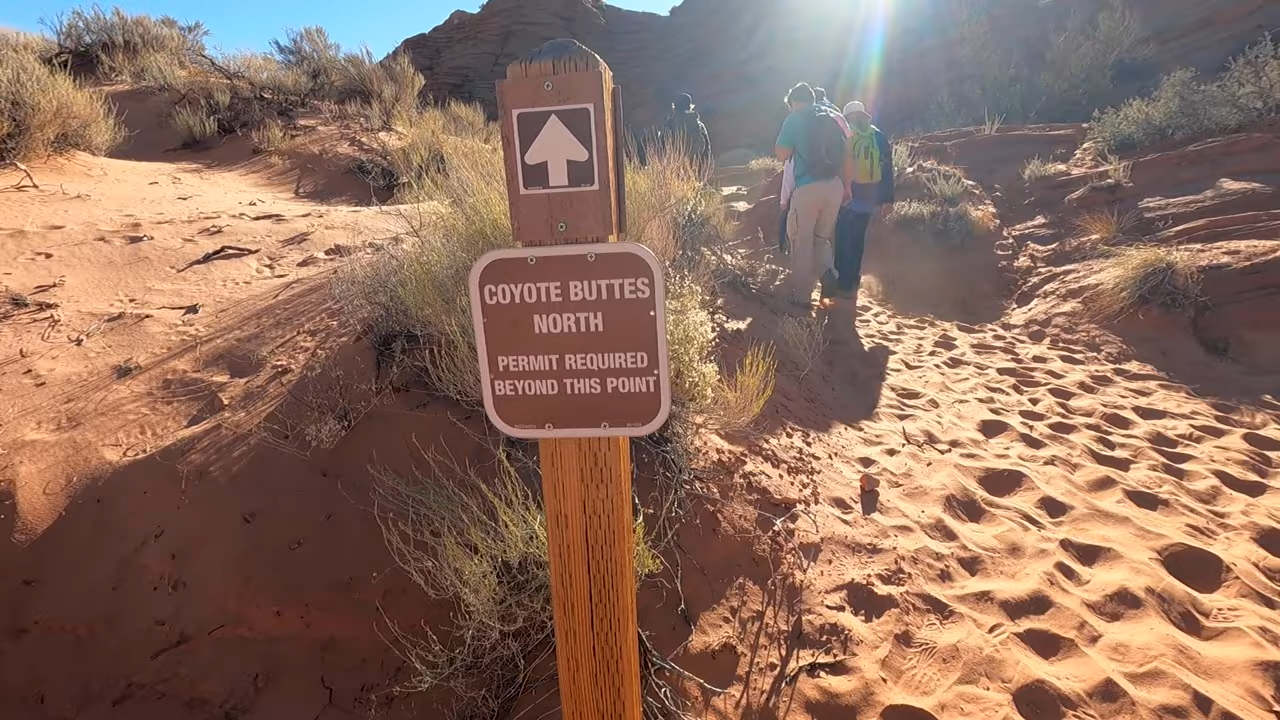 COYOTE BUTTES
NORTH
PERMIT REQUIRED
BEYOND THIS POINT